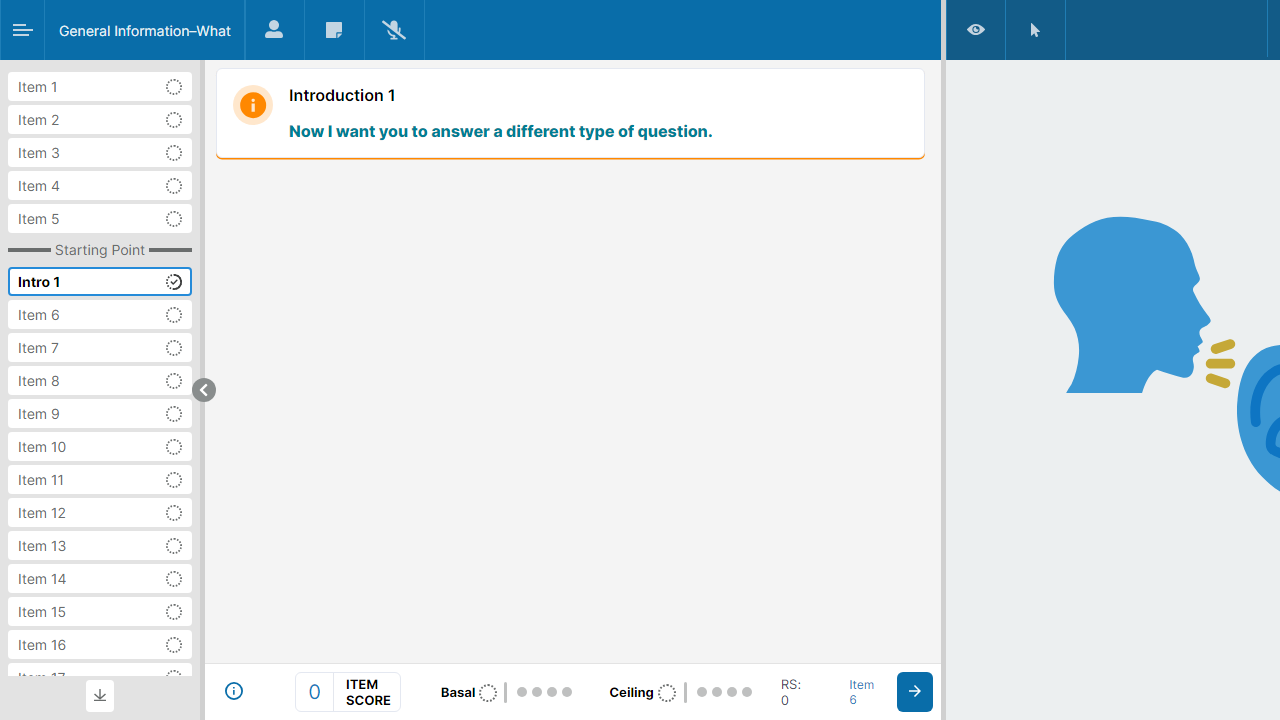 General Information–What
Item 1
Item 2
Item 3
Item 4
Item 5
Starting Point
Intro 1
Item 6
Item 7
Item 8
Item 9
Item 10
Item 11
Item 12
Item 13
Item 14
Item 15
Item 16
Item 17
Introduction 1
Now I want you to answer a different type of question.
0
ITEM
SCORE
Basal
Ceiling
RS:
0
Item
6